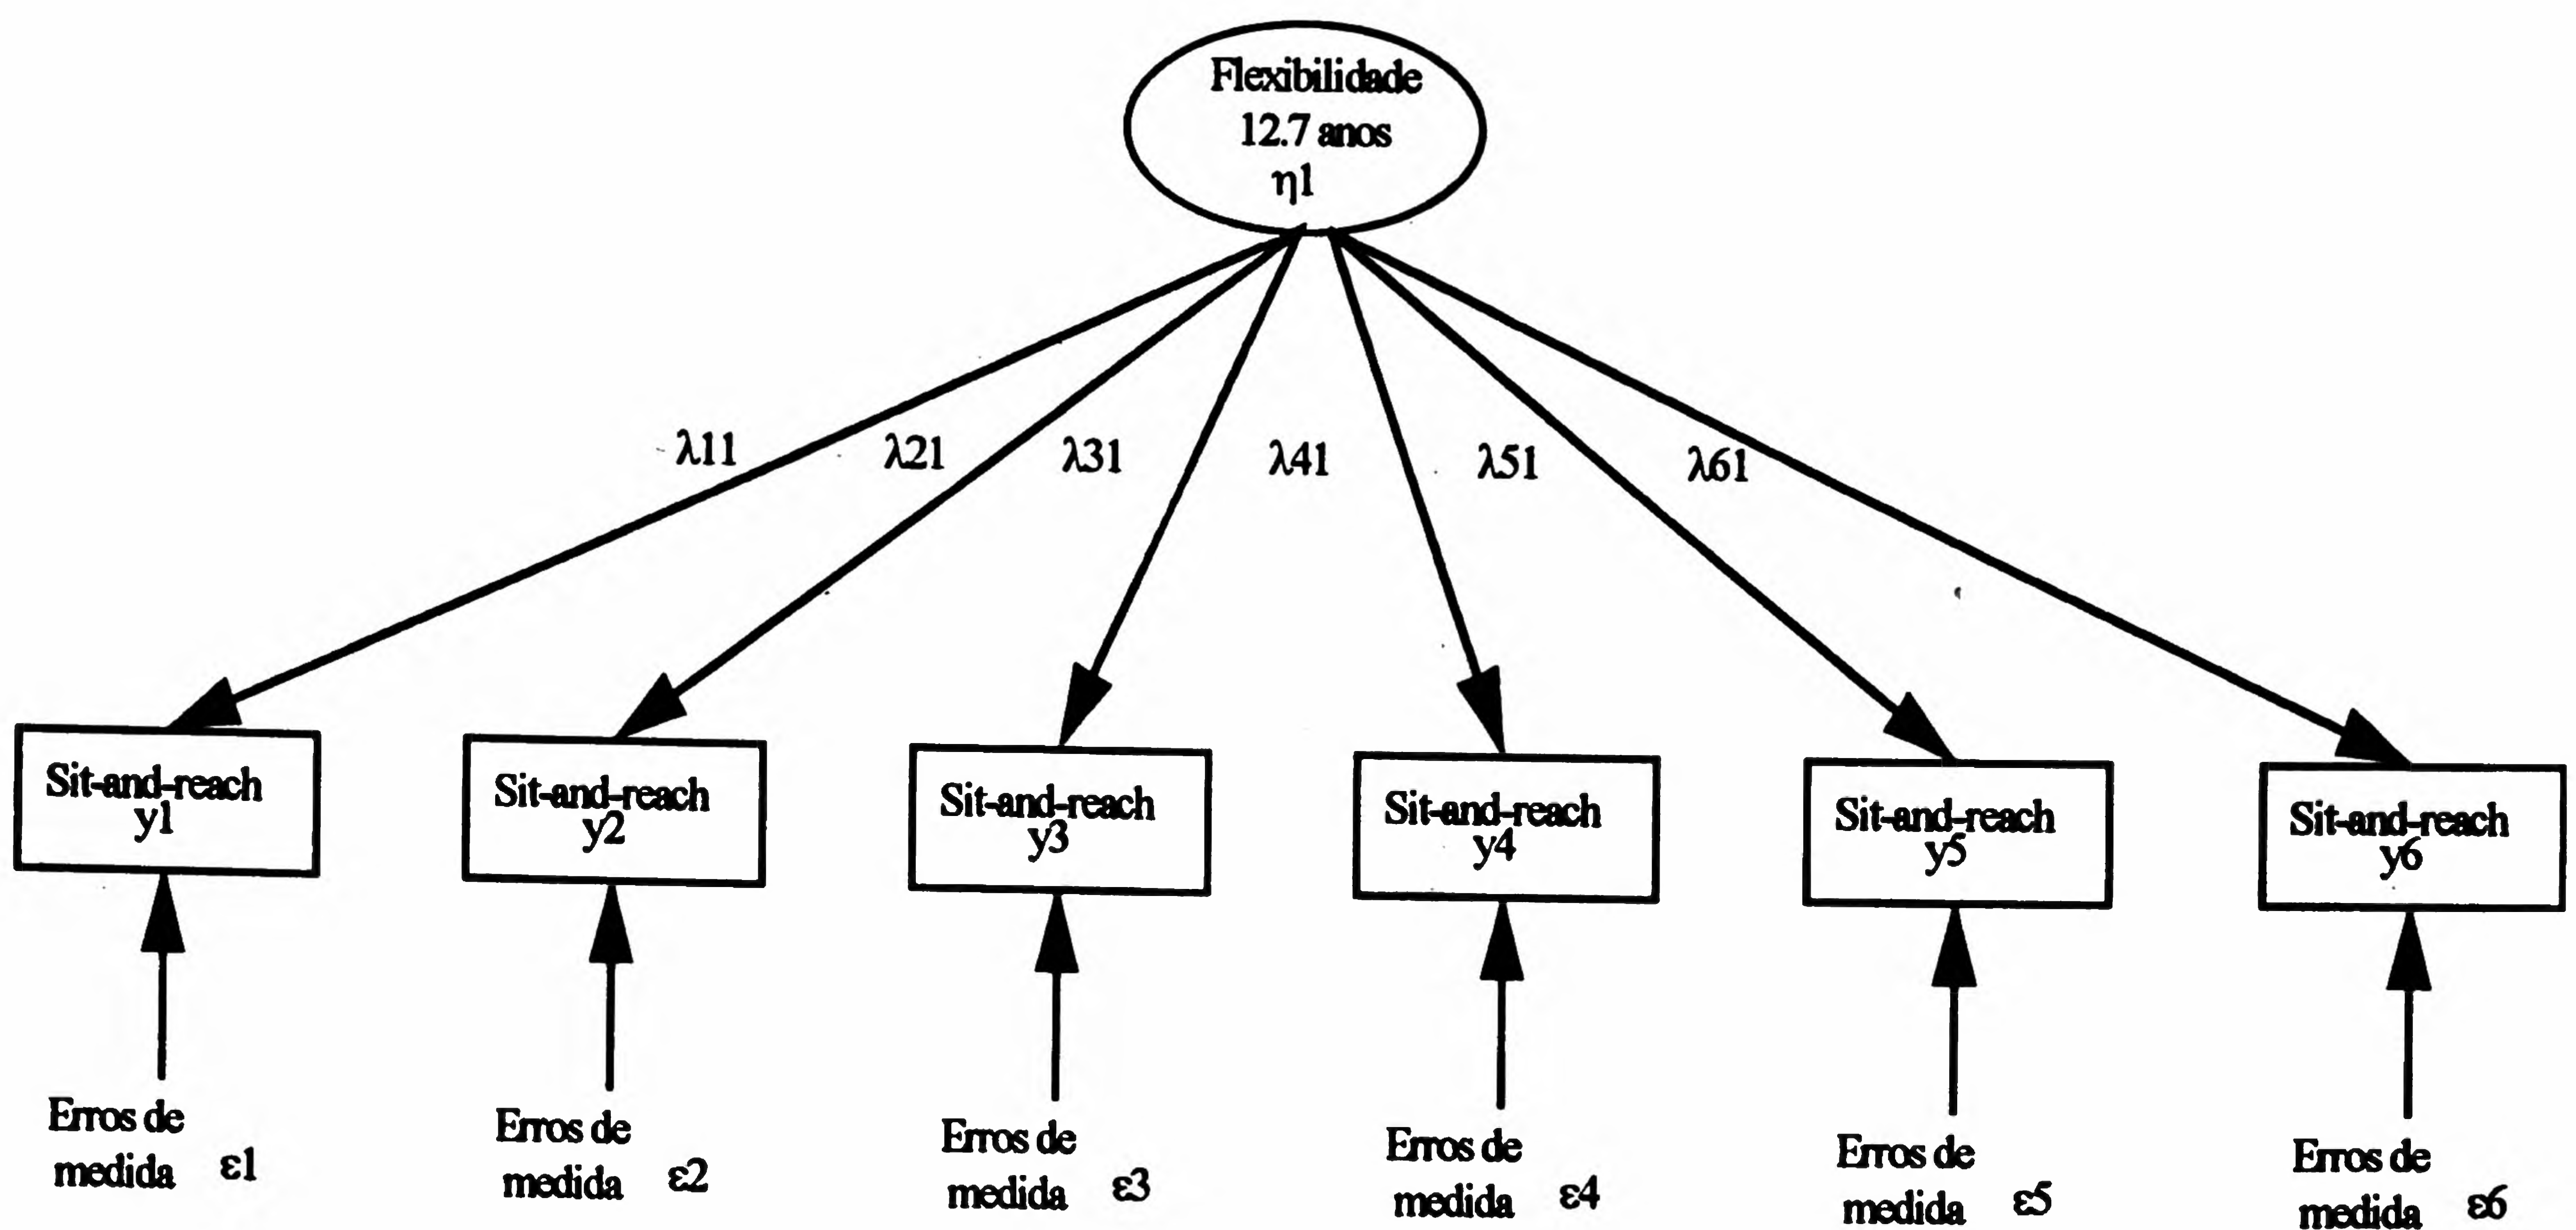 Flexibilidade
12.7 anos
η1
λ11
λ21
λ31
λ41
λ51
λ61
Sit-and-reach
y1
Sit-and-reach
y2
Sit-and-reach
y3
Sit-and-reach
y4
Sit-and-reach
y5
Sit-and-reach
y6
Erros de
medida ε1
Erros de
medida ε2
Erros de
medida ε3
Erros de
medida ε4
Erros de
medida ε5
Erros de
medida ε6